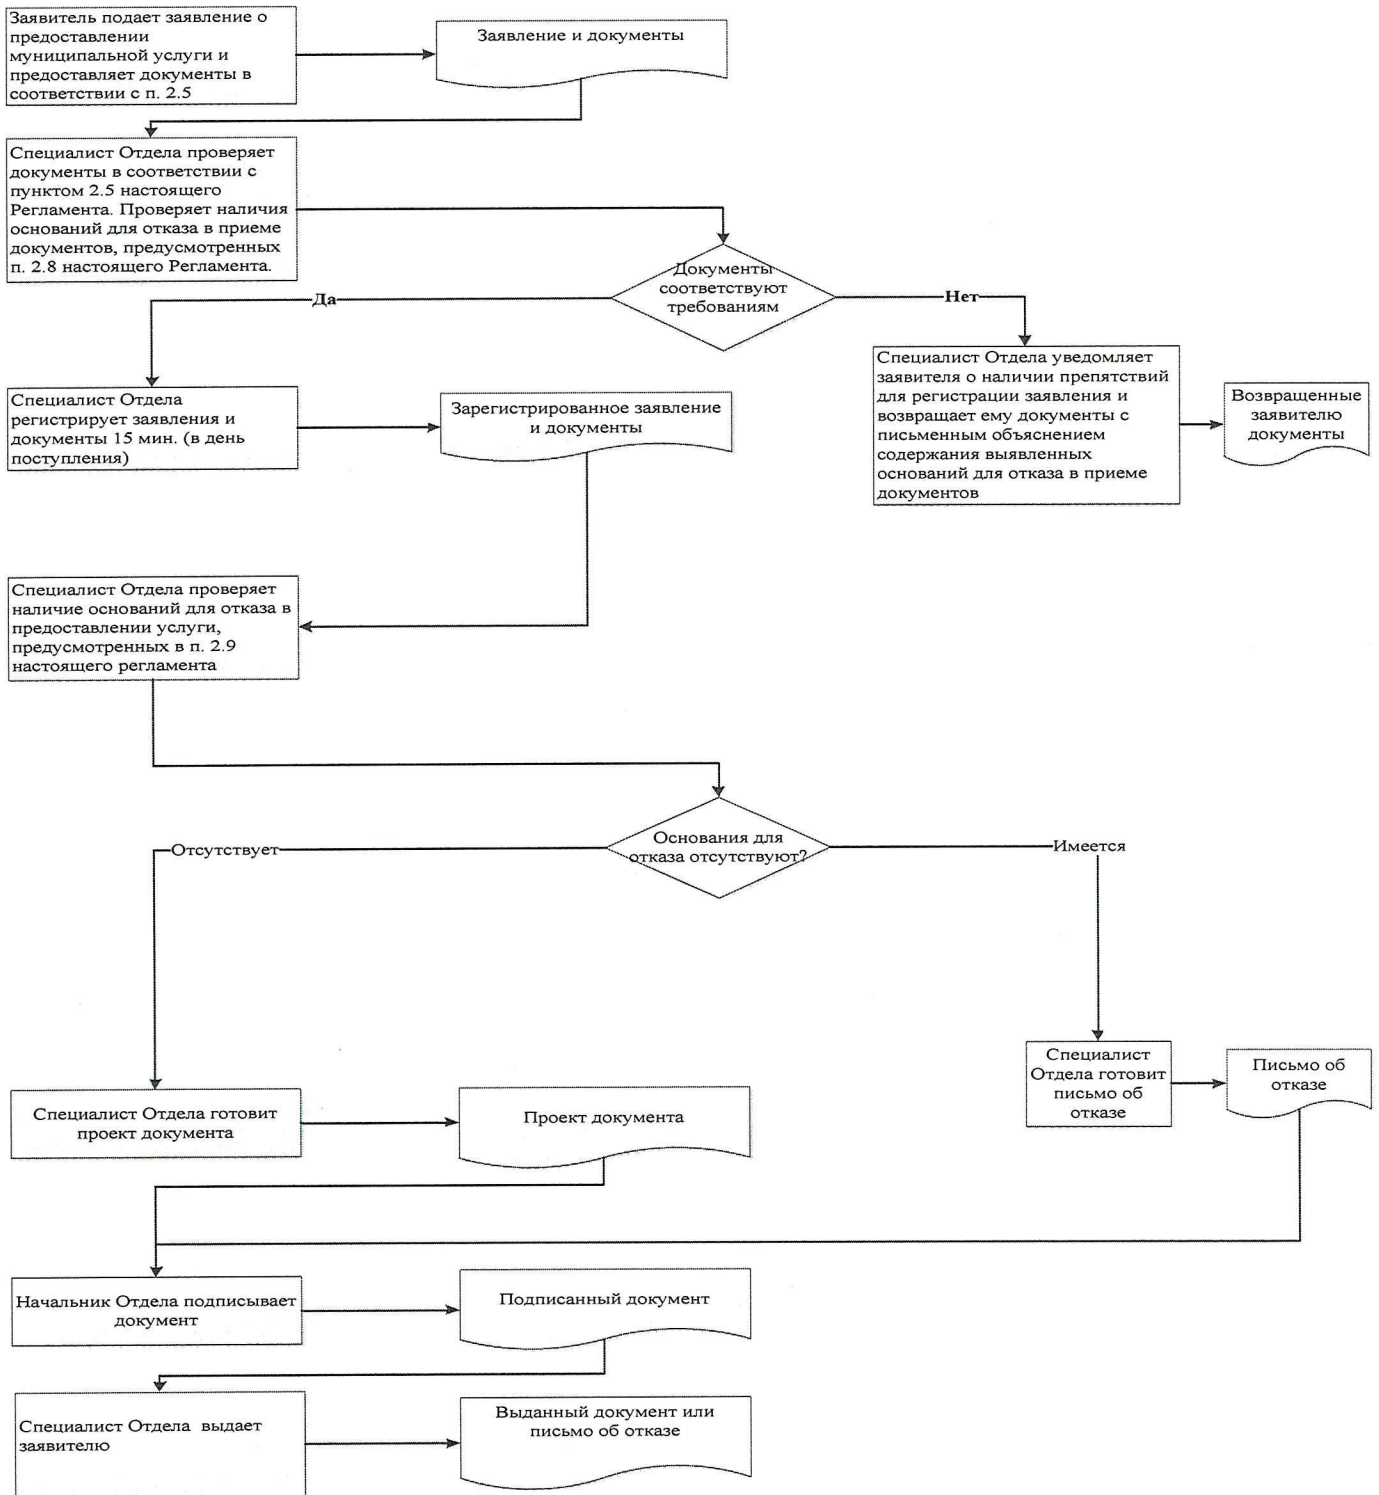 Заявитель подает заявление о
предоставлении
муниципальной услуги и
предоставляет документы в
соответствии с п. 2.5
Заявление и документы
Специалист Отдела проверяет
документы в соответствии с
пунктом 2.5 настоящего
Регламента. Проверяет наличия
оснований для отказа в приеме
документов, предусмотренных
п. 2.8 настоящего Регламента.
Документы
соответствуют
требованиям
Да
Нет
Специалист Отдела
регистрирует заявления и
документы 15 мин. (в день
поступления)
Зарегистрированное заявление
и документы
Специалист Отдела уведомляет
заявителя о наличии препятствий
для регистрации заявления и
возвращает ему документы с
письменным объяснением
содержания выявленных
оснований для отказа в приеме
документов
Возвращенные
заявителю
документы
Специалист Отдела проверяет
наличие оснований для отказа в
предоставлении услуги,
предусмотренных в п. 2.9
настоящего регламента
Основания для
отказа отсутствуют?
Отсутствует
Имеется
Специалист
Отдела готовит
письмо об
отказе
Письмо об
отказе
Специалист Отдела готовит
проект документа
Проект документа
Начальник Отдела подписывает
документ
Подписанный документ
Специалист Отдела  выдает
заявителю
Выданный документ или
письмо об отказе